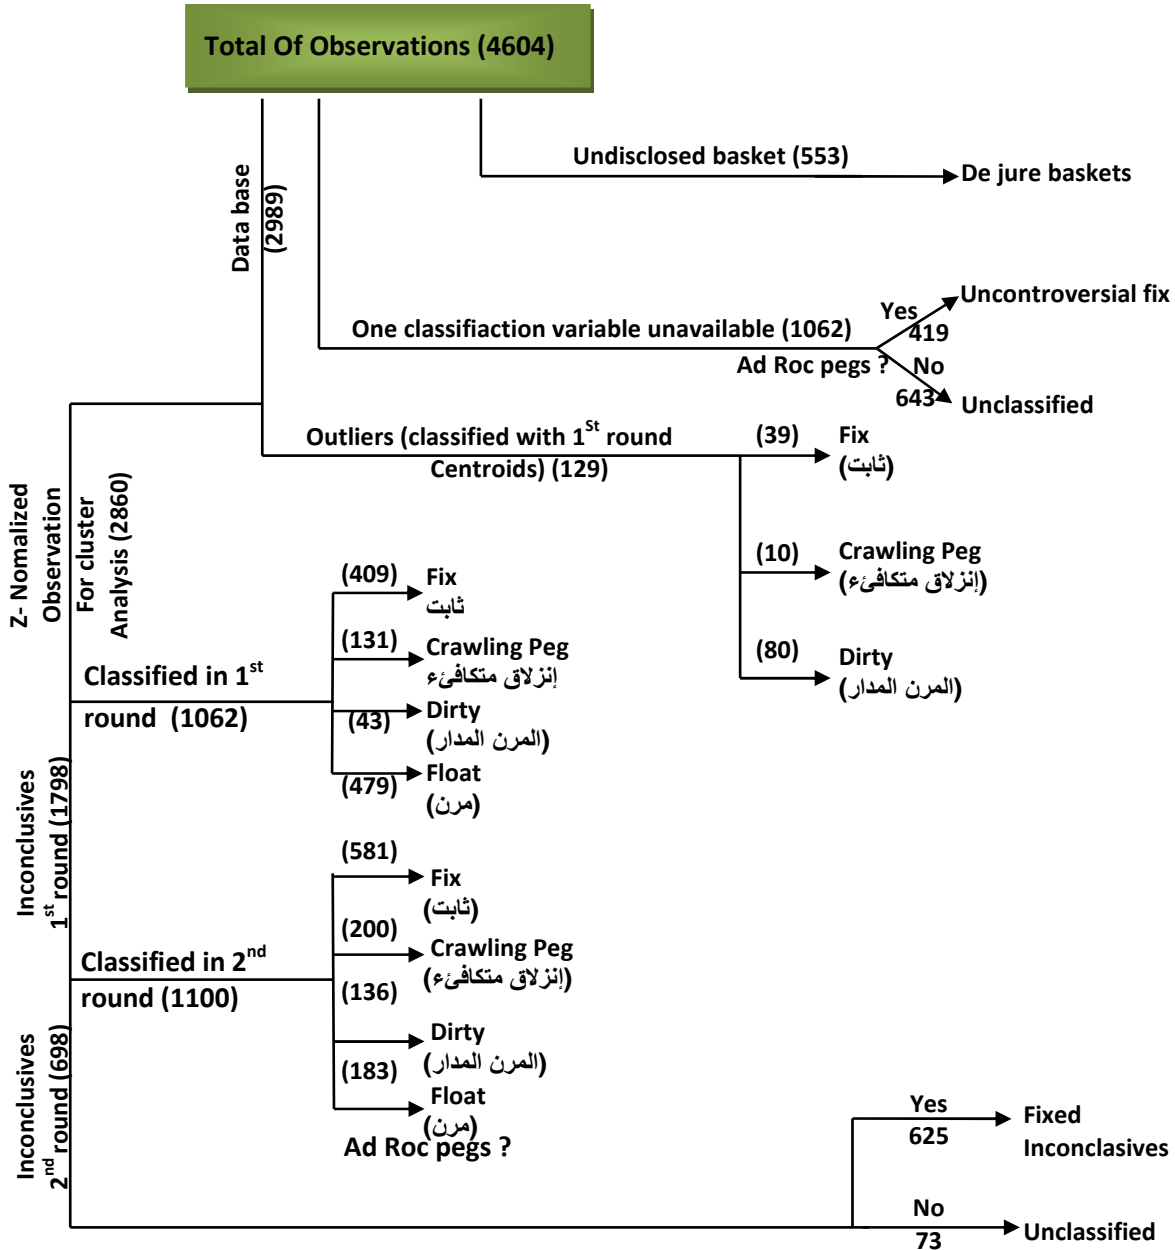 Total Of Observations (4604)
Undisclosed basket (553)
De jure baskets
Data base
(2989)
Uncontroversial fix
Yes
419
One classifiaction variable unavailable (1062)
Ad Roc pegs ?
No
643
Unclassified
Outliers (classified with 1St round
Centroids) (129)
(39)
Fix
(ثابت)
(10)
Crawling Peg
(إنزلاق متكافئء)
(80)
Dirty
(المرن المدار)
Z- Nomalized
Observation
For cluster
Analysis (2860)
Classified in 1st
round (1062)
(409)
Fix
ثابت
(131)
Crawling Peg
إنزلاق متكافئء
Dirty
(43)
(المرن المدار)
Float
(479)
(مرن)
Inconclusives
1st round (1798)
Classified in 2nd
round (1100)
(581)
Fix
(ثابت)
(200)
Crawling Peg
(إنزلاق متكافئء)
(136)
Dirty
(المرن المدار)
(183)
Float
(مرن)
Ad Roc pegs ?
Inconclusives
2nd round (698)
Yes
625
Fixed
Inconclasives
No
73
Unclassified